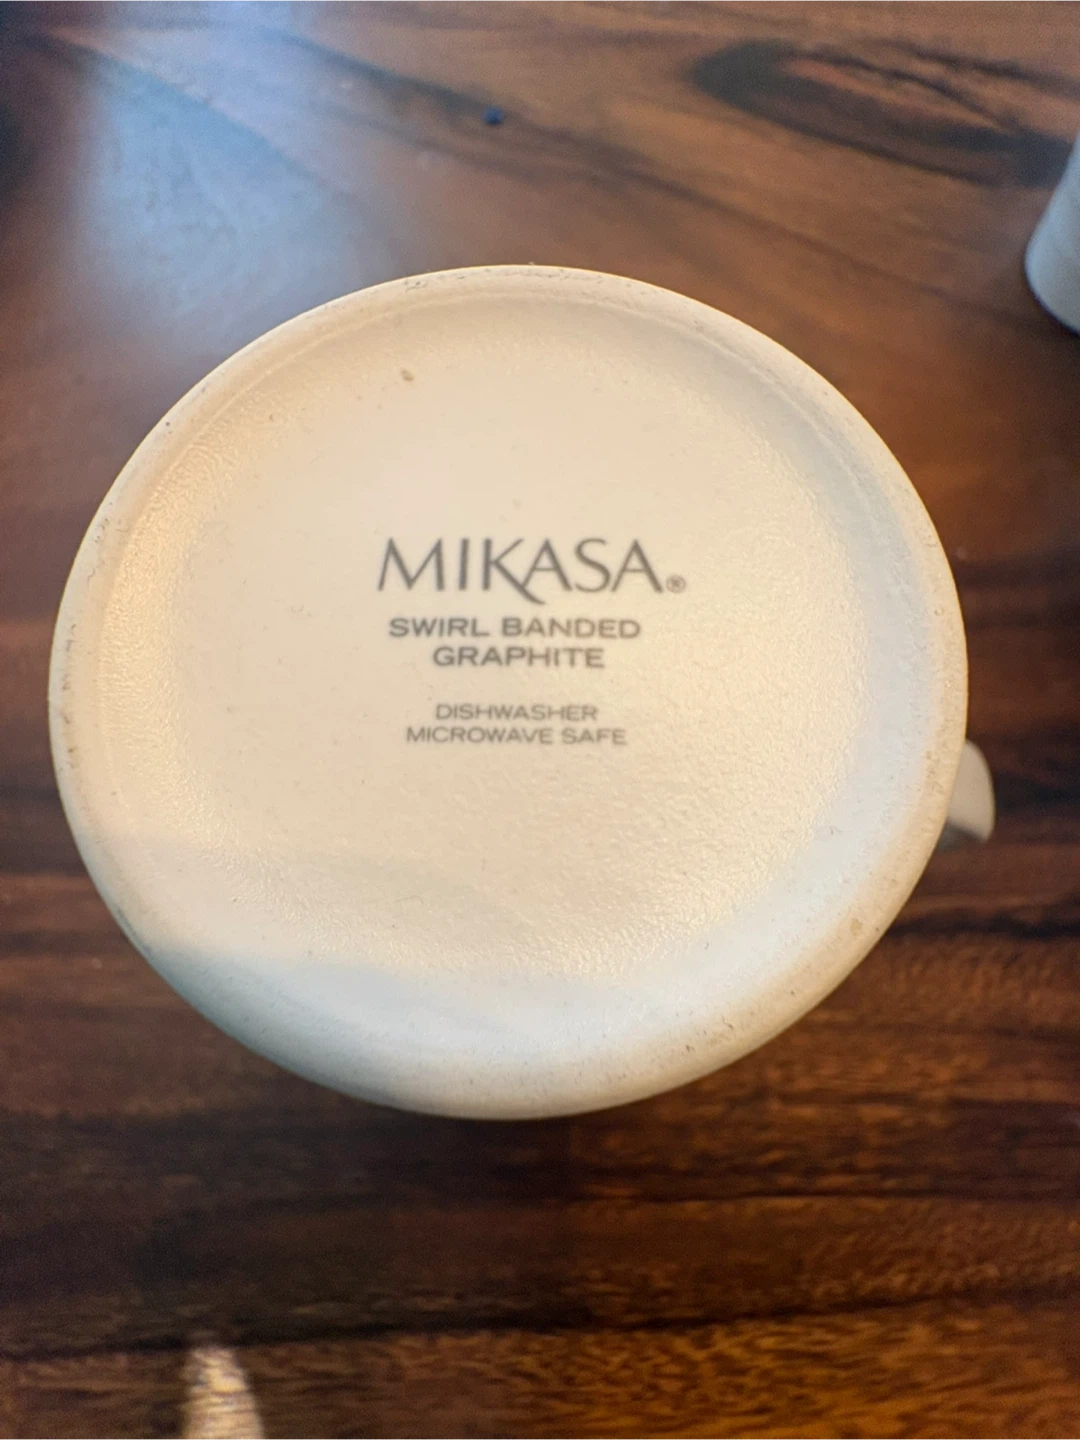 MIKASA®
SWIRL BANDED
GRAPHITE
DISHWASHER
MICROWAVE SAFE